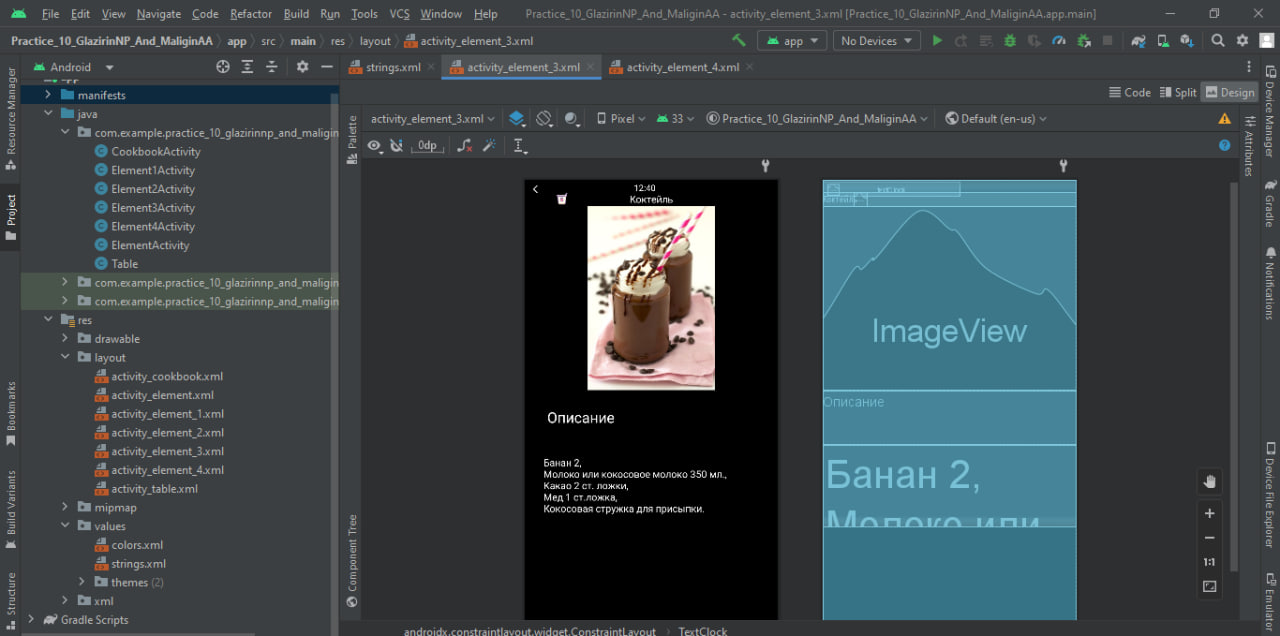 File Edit View Navigate Code Refactor Build Run Tools VCS Window Help Practice_10_GlazirinNP_And_MaliginAA - activity_element_3.xml [Practice_10_GlazirinNP_And_MaliginAA.app.main]
Practice_10_GlazirinNP_And_MaliginAA app src main res layout activity_element_3.xml app No Devices
Android strings.xml activity_element_3.xml activity_element_4.xml
Code Split Design
activity_element_3.xml Pixel 33 Practice_10_GlazirinNP_And_MaliginAA Default (en-us)
0dp
Resource Manager
Project
Bookmarks
Build Variants
Structure
manifests
java
com.example.practice_10_glazirinnp_and_maligin
CookbookActivity
Element1Activity
Element2Activity
Element3Activity
Element4Activity
ElementActivity
Table
com.example.practice_10_glazirinnp_and_maligin
com.example.practice_10_glazirinnp_and_maligin
res
drawable
layout
activity_cookbook.xml
activity_element.xml
activity_element_1.xml
activity_element_2.xml
activity_element_3.xml
activity_element_4.xml
activity_table.xml
mipmap
values
colors.xml
strings.xml
themes (2)
xml
Gradle Scripts
Palette
Component Tree
12:40
Коктейль
Описание
Банан 2,
Молоко или кокосовое молоко 350 мл.,
Какао 2 ст. ложки,
Мед 1 ст.ложка,
Кокосовая стружка для присыпки.
ImageView
Описание
Банан 2,
Молоко или
1:1
Attributes
Device Manager
Gradle
Notifications
Device File Explorer
Emulator
androidx.constraintlayout.widget.ConstraintLayout TextClock